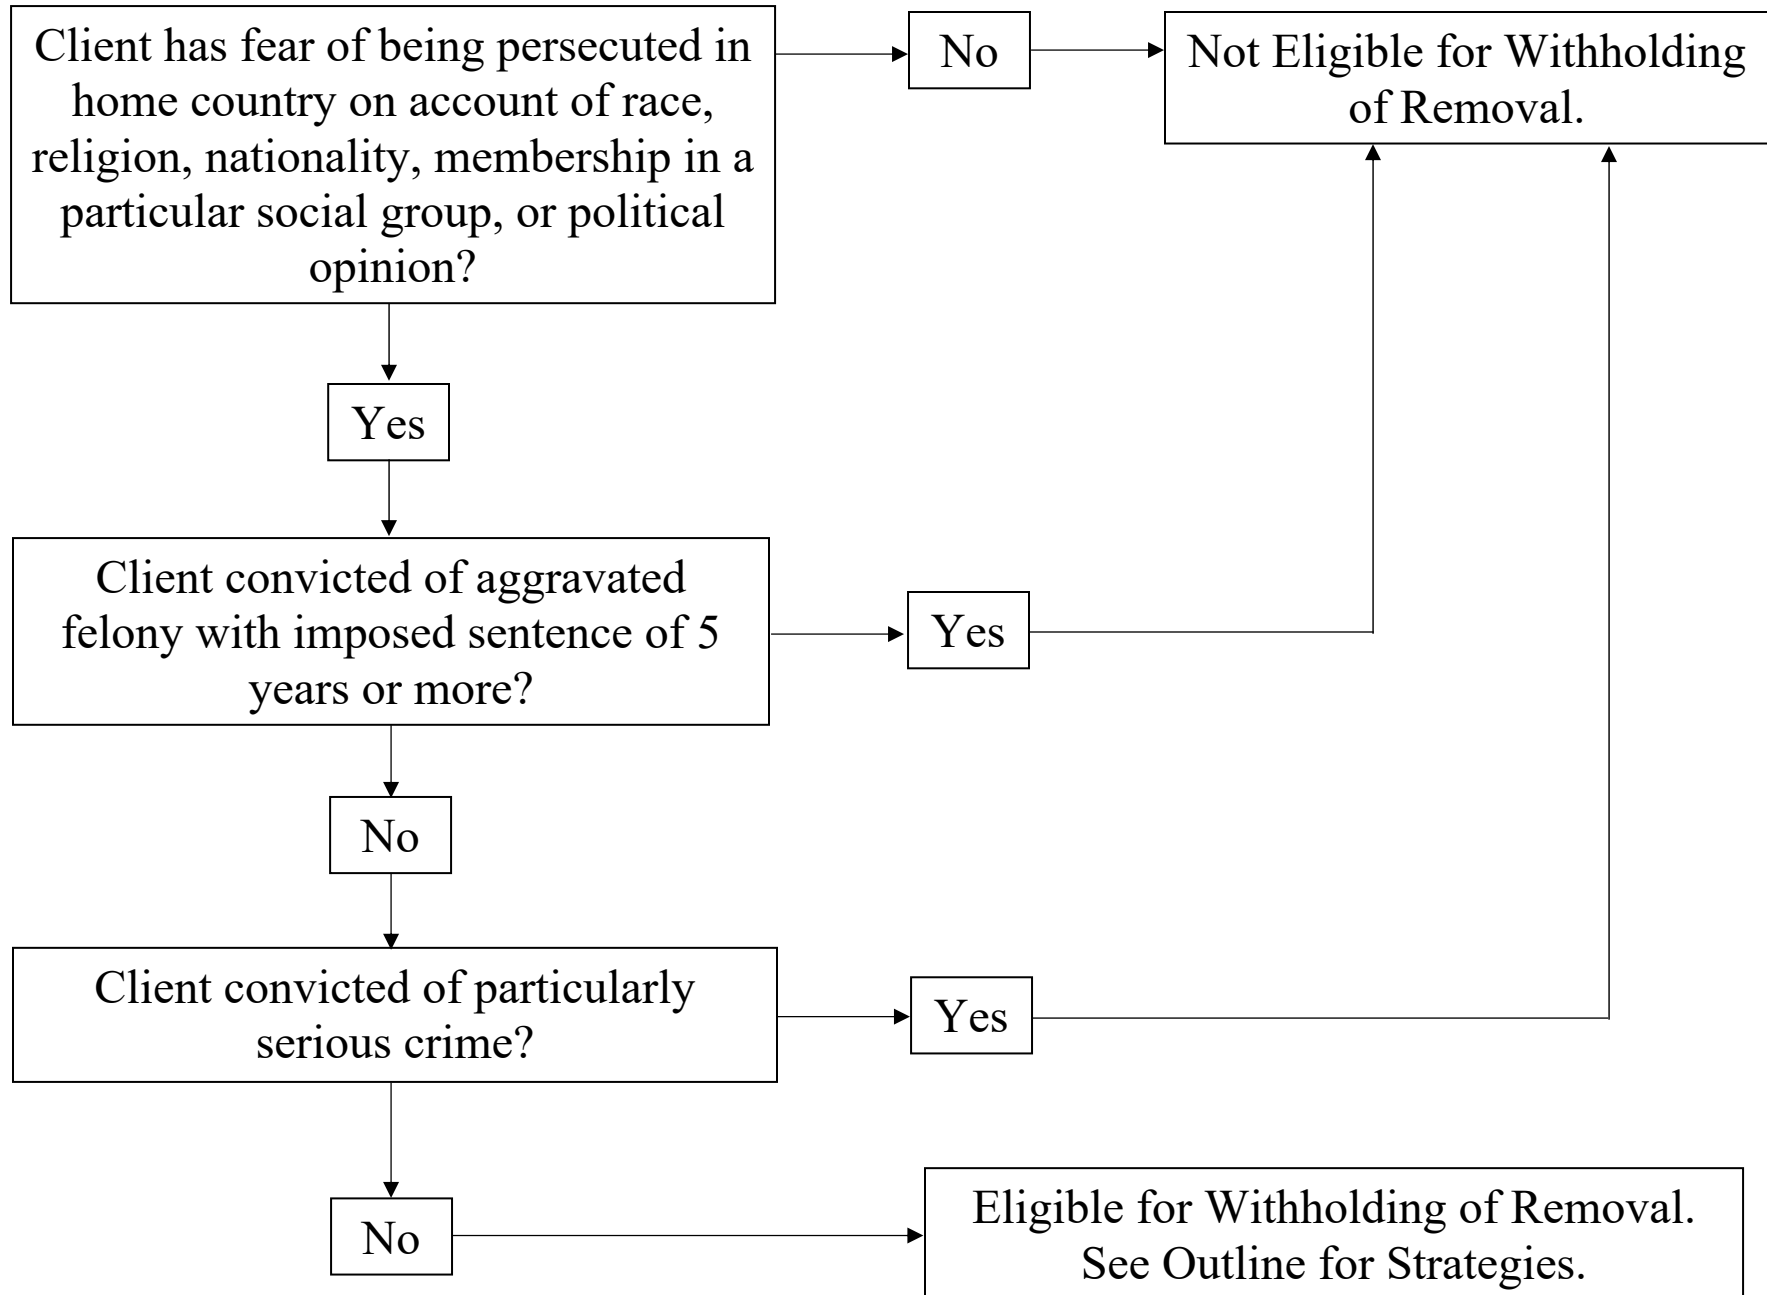 Client has fear of being persecuted in
home country on account of race,
religion, nationality, membership in a
particular social group, or political
opinion?
No
Not Eligible for Withholding
of Removal.
Yes
Client convicted of aggravated
felony with imposed sentence of 5
years or more?
Yes
No
Client convicted of particularly
serious crime?
Yes
No
Eligible for Withholding of Removal.
See Outline for Strategies.